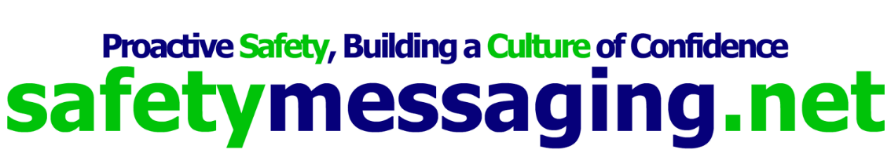 Proactive Safety, Building a Culture of Confidence
safetymessaging.net